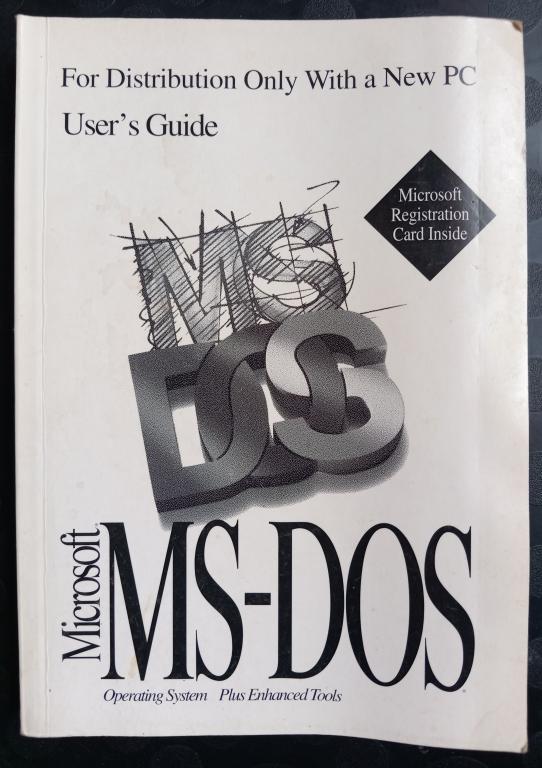 For Distribution Only With a New PC
User's Guide
Microsoft
Registration
Card Inside
MS
DOS
Microsoft
MS-DOS
Operating System Plus Enhanced Tools